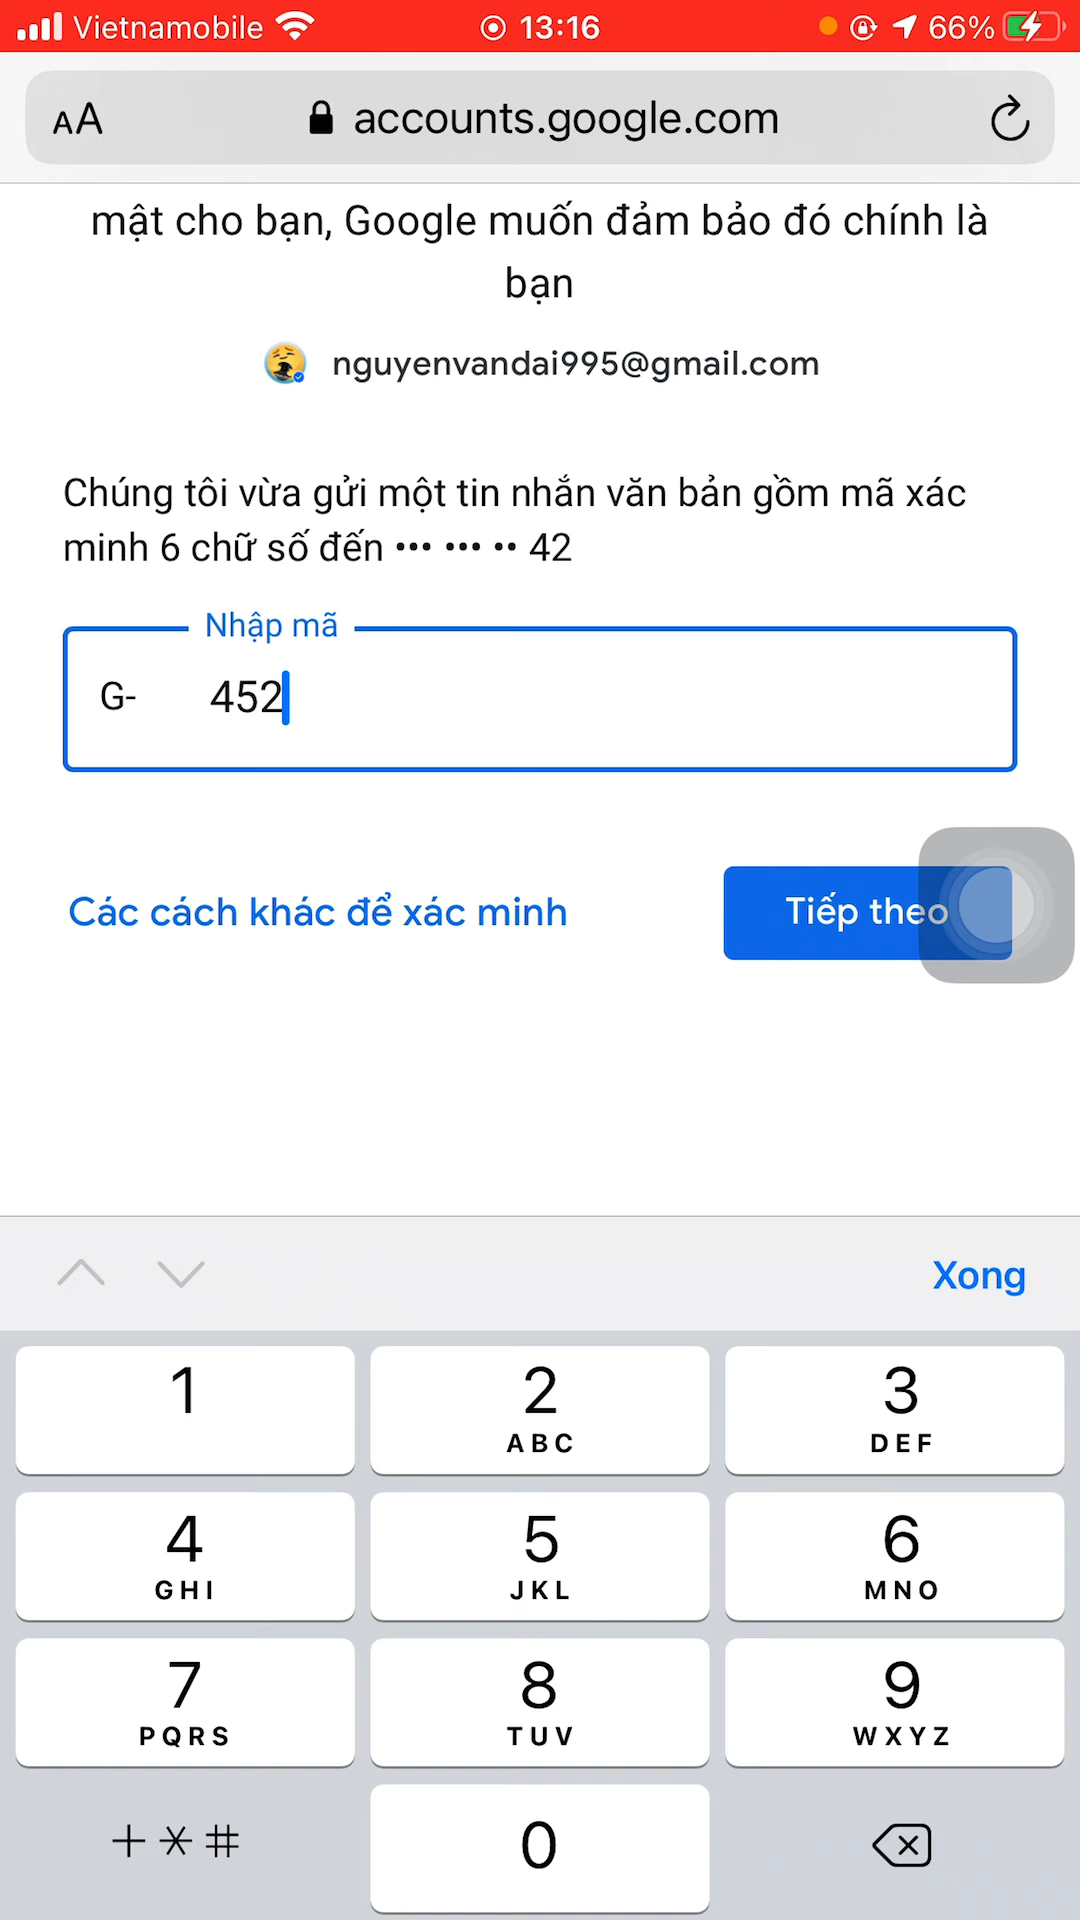 Vietnamobile 13:16 66%
AA accounts.google.com
mật cho bạn, Google muốn đảm bảo đó chính là
bạn
nguyenvandai995@gmail.com
Chúng tôi vừa gửi một tin nhắn văn bản gồm mã xác
minh 6 chữ số đến ••• ••• •• 42
Nhập mã
G- 452
Các cách khác để xác minh Tiếp theo
Xong
1 2 3
ABC DEF
4 5 6
GHI JKL MNO
7 8 9
PQRS TUV WXYZ
+*# 0